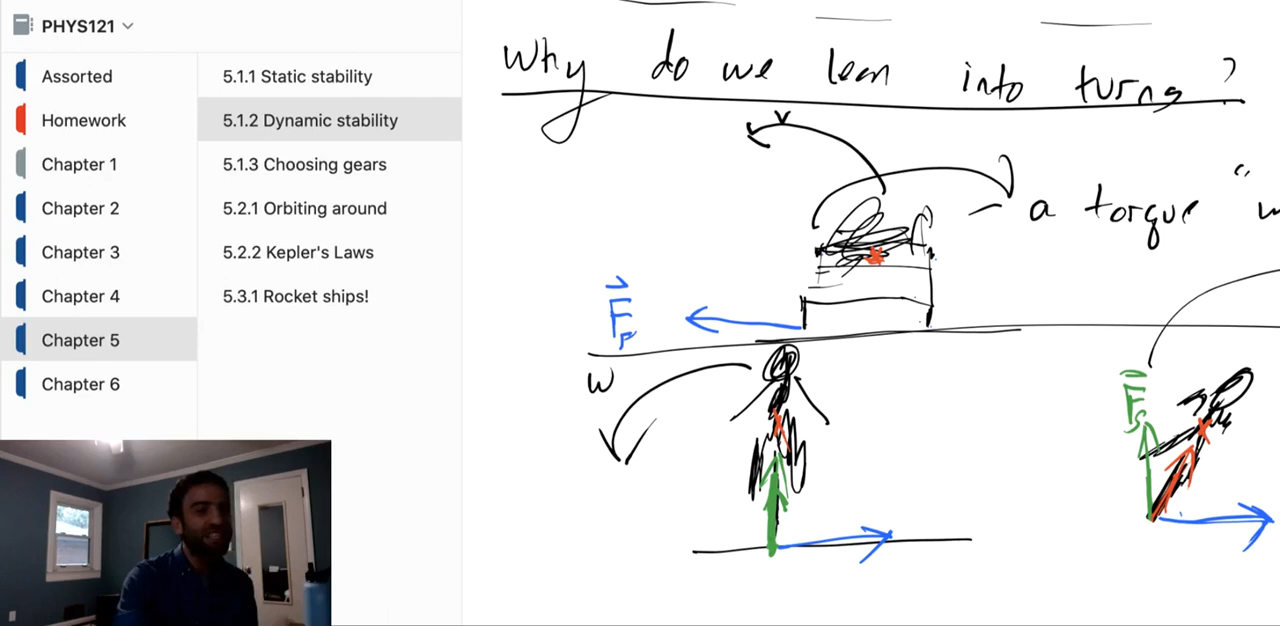 PHYS121
Assorted
Homework
Chapter 1
Chapter 2
Chapter 3
Chapter 4
Chapter 5
Chapter 6
5.1.1 Static stability
5.1.2 Dynamic stability
5.1.3 Choosing gears
5.2.1 Orbiting around
5.2.2 Kepler's Laws
5.3.1 Rocket ships!
Why do we lean into turns?
v
- a torque "
F
w
F